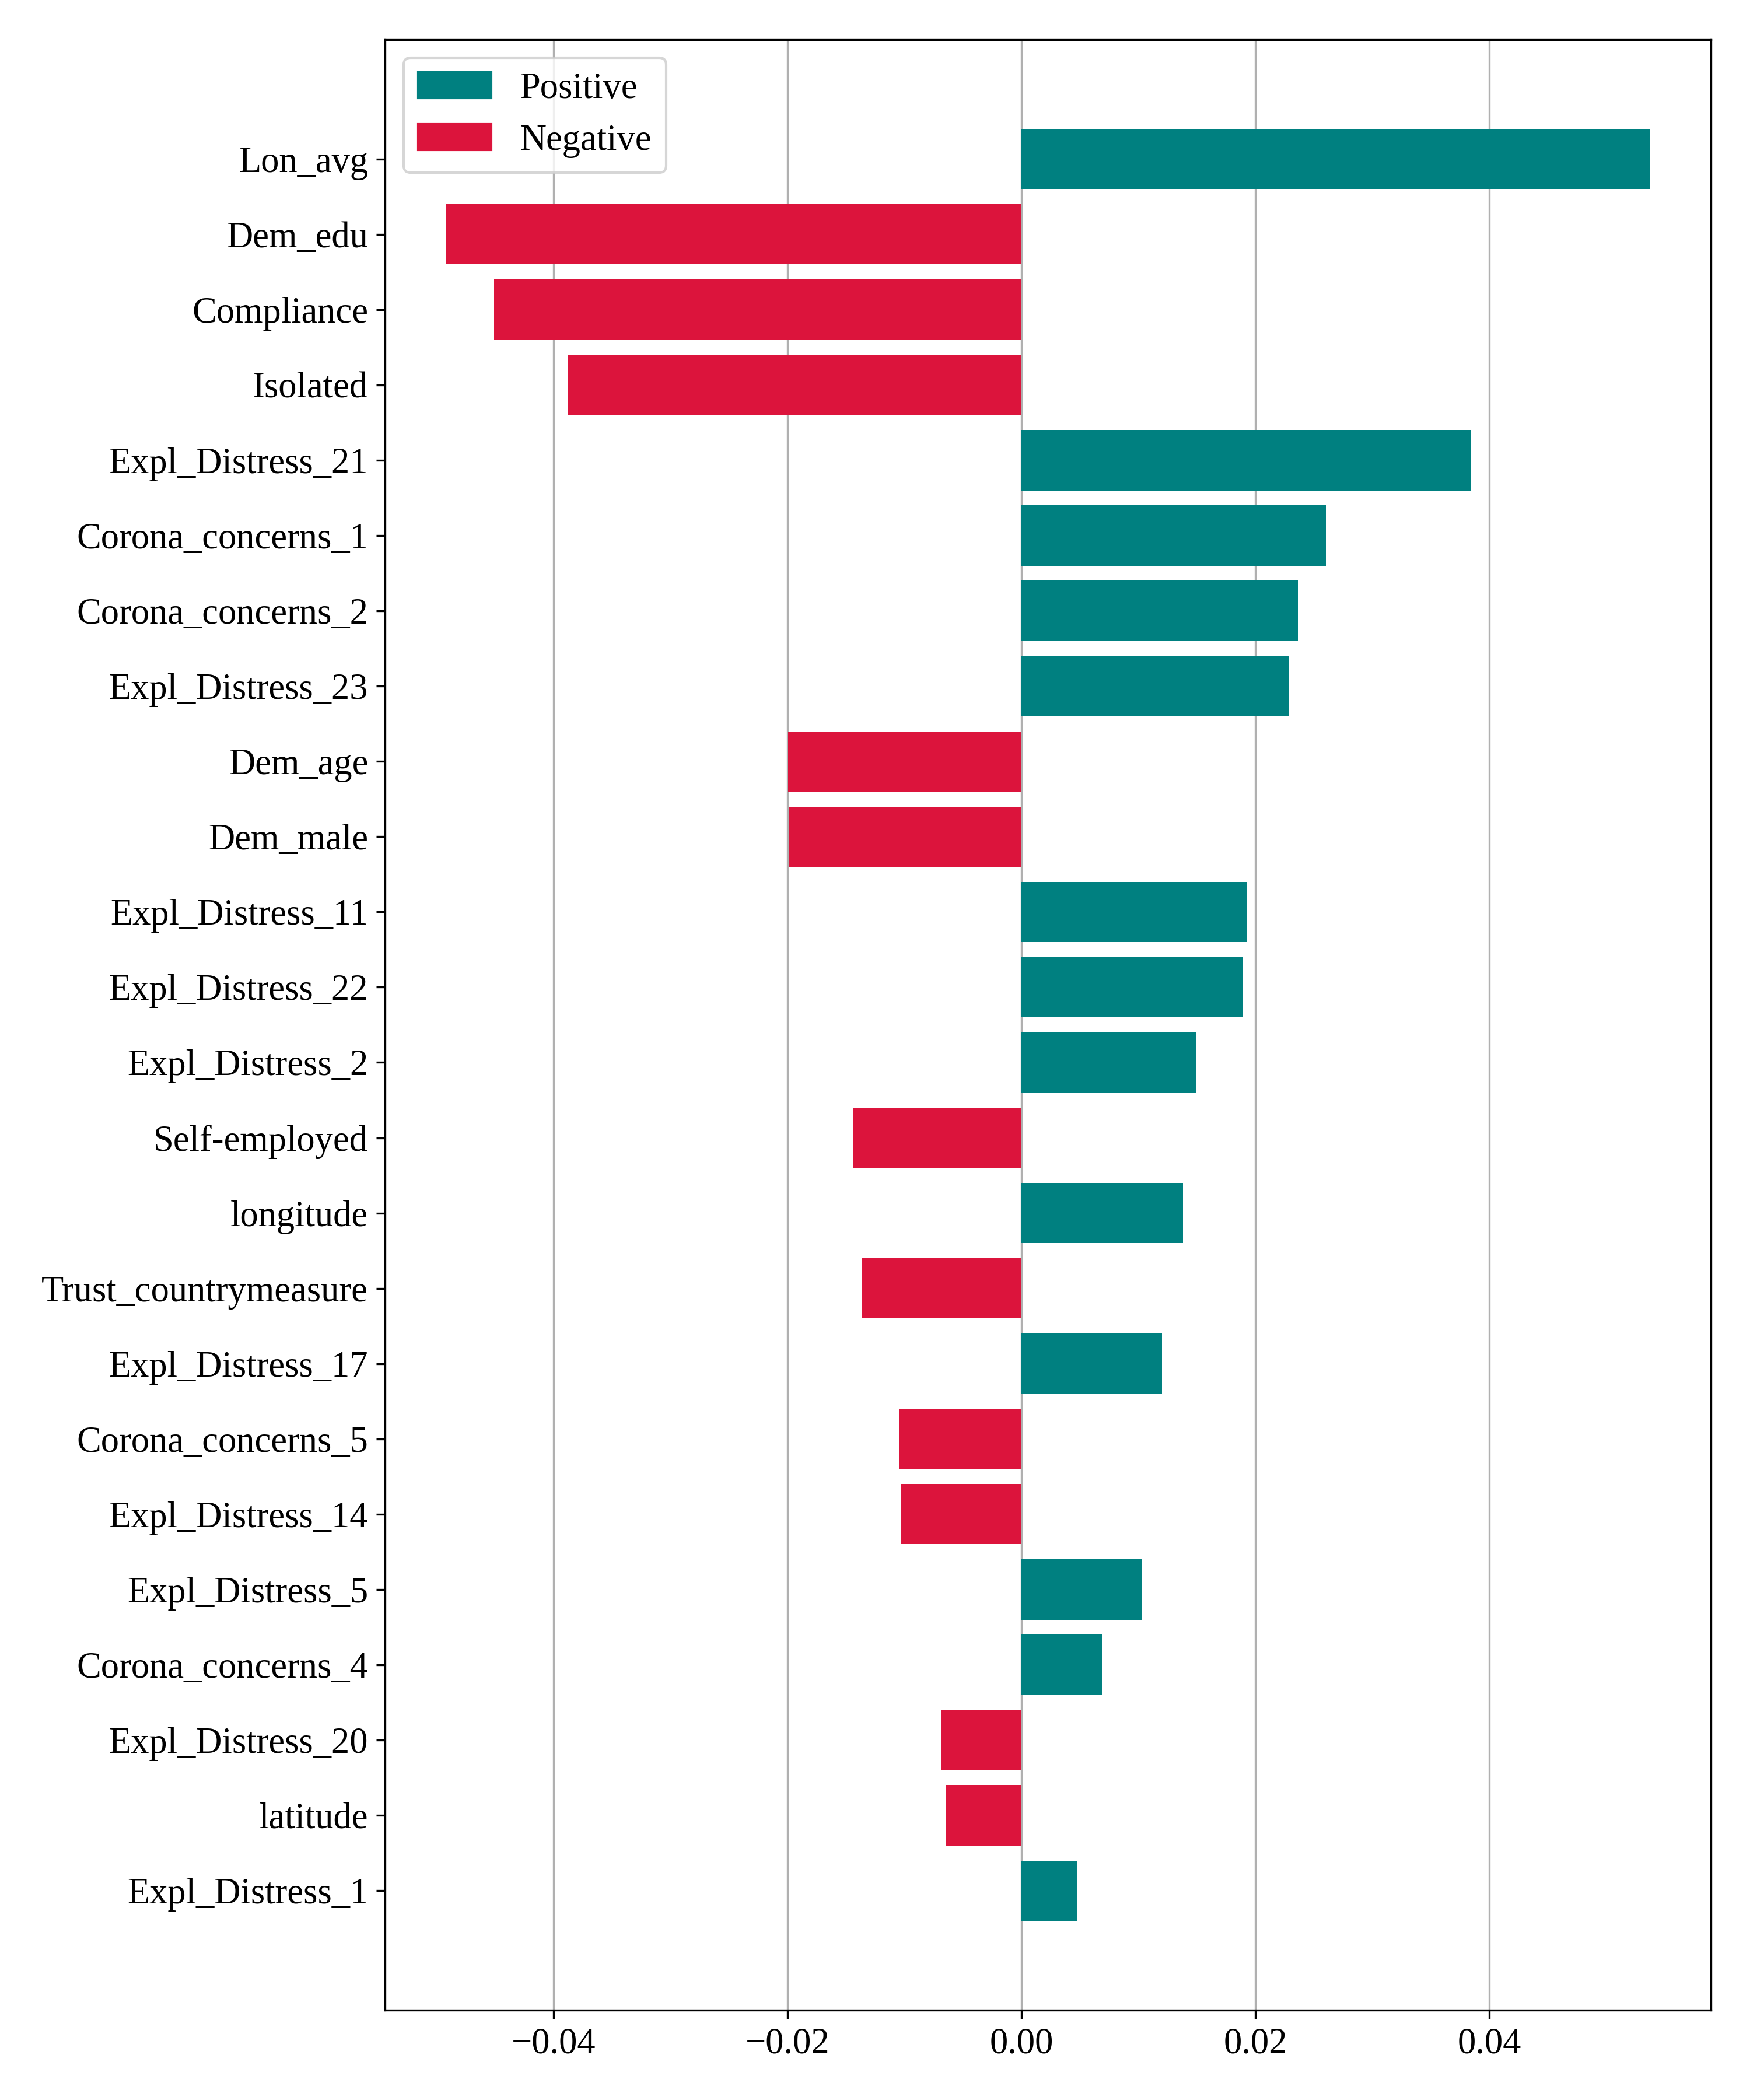 Positive
Negative
Lon_avg
Dem_edu
Compliance
Isolated
Expl_Distress_21
Corona_concerns_1
Corona_concerns_2
Expl_Distress_23
Dem_age
Dem_male
Expl_Distress_11
Expl_Distress_22
Expl_Distress_2
Self-employed
longitude
Trust_countrymeasure
Expl_Distress_17
Corona_concerns_5
Expl_Distress_14
Expl_Distress_5
Corona_concerns_4
Expl_Distress_20
latitude
Expl_Distress_1
−0.04 −0.02 0.00 0.02 0.04